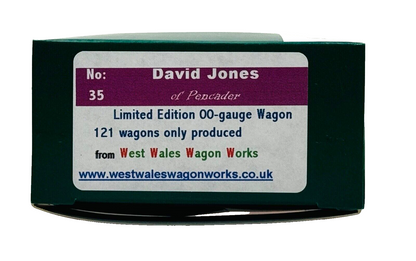 No: David Jones
35 of Pencader
Limited Edition OO-gauge Wagon
121 wagons only produced
from West Wales Wagon Works
www.westwaleswagonworks.co.uk